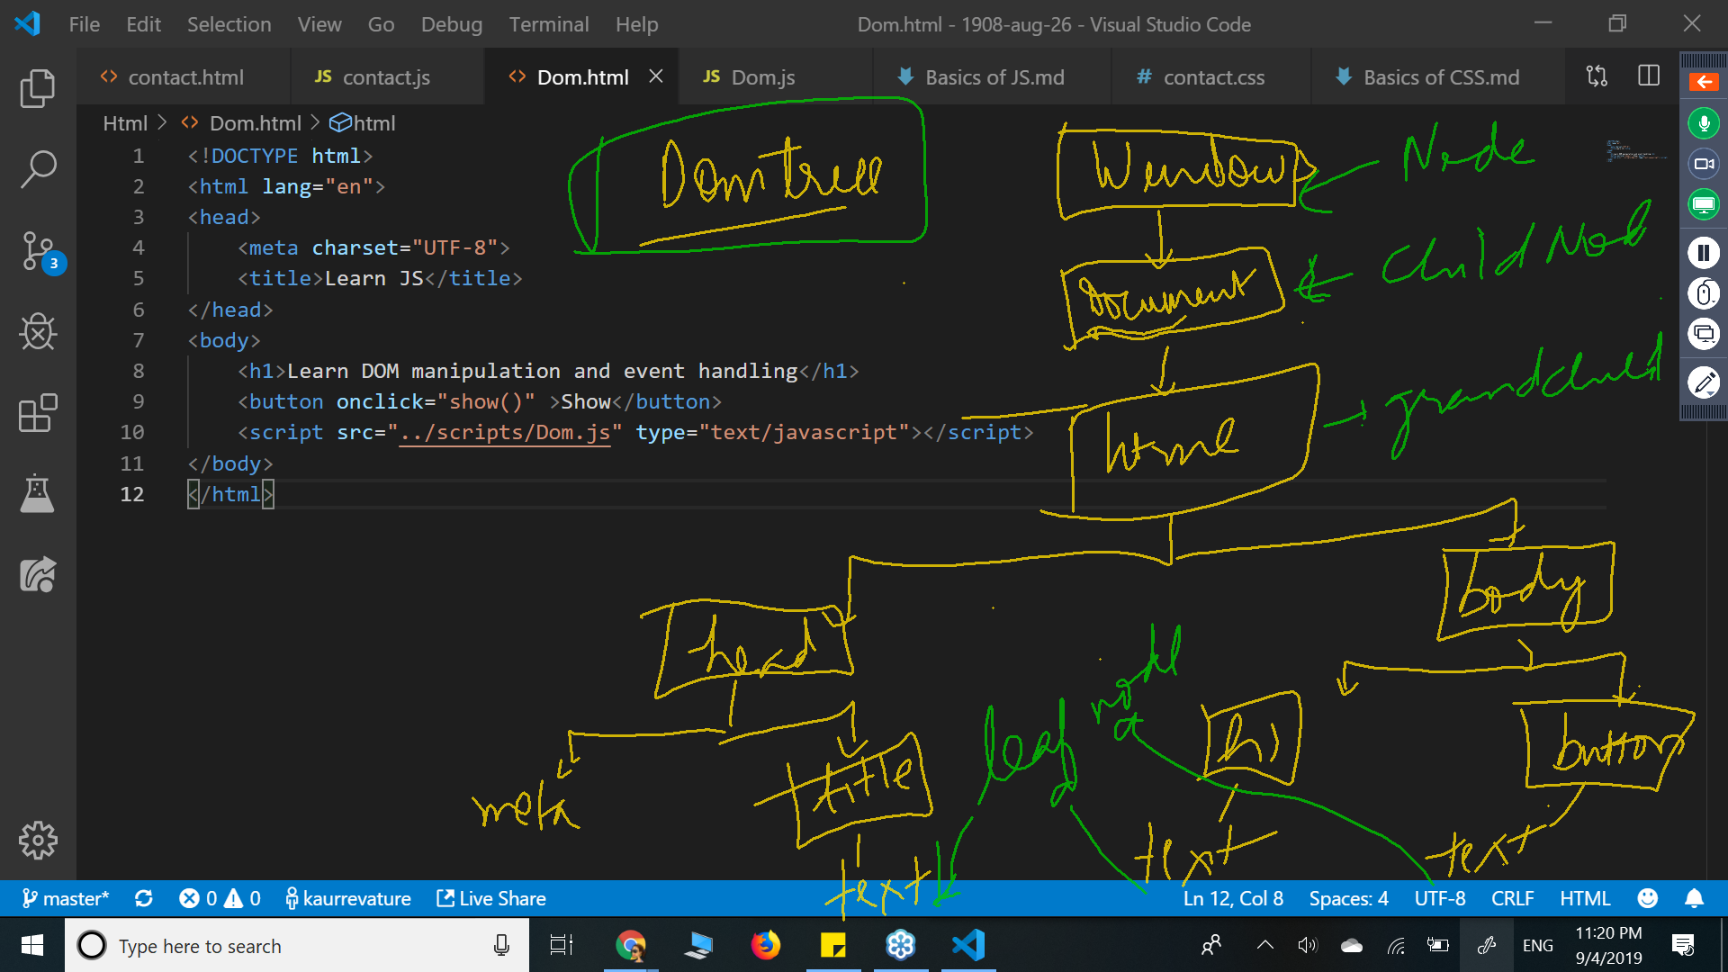 File Edit Selection View Go Debug Terminal Help Dom.html - 1908-aug-26 - Visual Studio Code
contact.html JS contact.js Dom.html JS Dom.js Basics of JS.md # contact.css Basics of CSS.md
Html > Dom.html > html
1 <!DOCTYPE html>
2 <html lang="en">
3 <head>
4 <meta charset="UTF-8">
5 <title>Learn JS</title>
6 </head>
7 <body>
8 <h1>Learn DOM manipulation and event handling</h1>
9 <button onclick="show()" >Show</button>
10 <script src="../scripts/Dom.js" type="text/javascript"></script>
11 </body>
12 </html>
Dom tree
Window
Node
Document
Child Nod
html
grandchild
head
body
meta
title
leaf
h1
button
text
text
text
3
master* 0 0 kaurrevature Live Share Ln 12, Col 8 Spaces: 4 UTF-8 CRLF HTML
Type here to search ENG 11:20 PM
9/4/2019